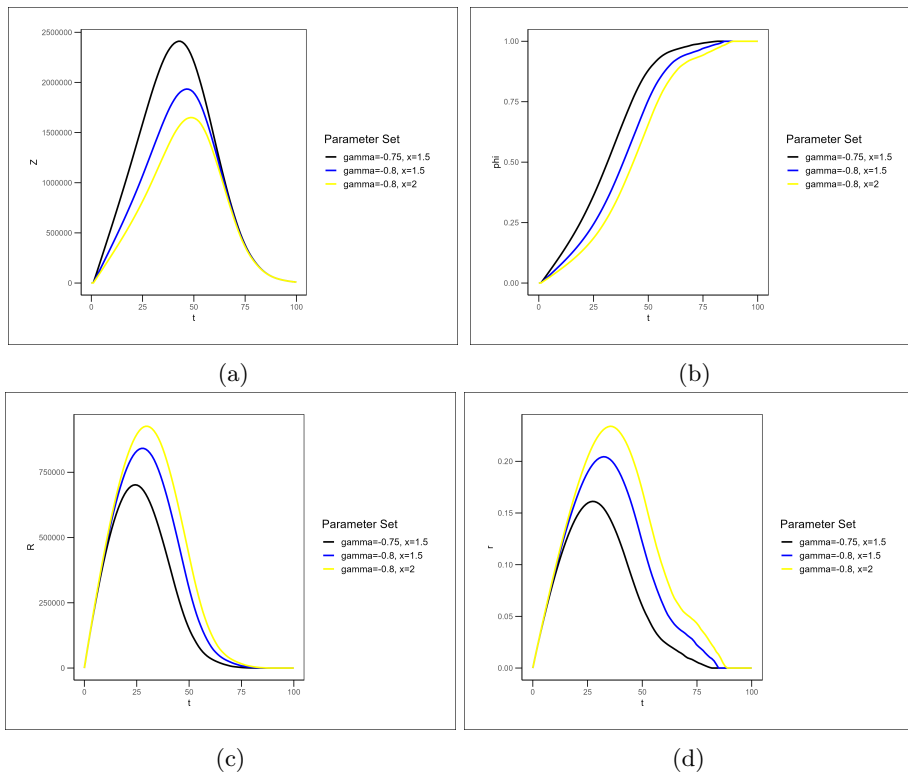 2500000
2000000
1500000
1000000
500000
0
Z
0 25 50 75 100
t
Parameter Set
gamma=-0.75, x=1.5
gamma=-0.8, x=1.5
gamma=-0.8, x=2
(a)
1.00
0.75
0.50
0.25
0.00
phi
0 25 50 75 100
t
Parameter Set
gamma=-0.75, x=1.5
gamma=-0.8, x=1.5
gamma=-0.8, x=2
(b)
750000
500000
250000
0
R
0 25 50 75 100
t
Parameter Set
gamma=-0.75, x=1.5
gamma=-0.8, x=1.5
gamma=-0.8, x=2
(c)
0.20
0.15
0.10
0.05
0.00
r
0 25 50 75 100
t
Parameter Set
gamma=-0.75, x=1.5
gamma=-0.8, x=1.5
gamma=-0.8, x=2
(d)